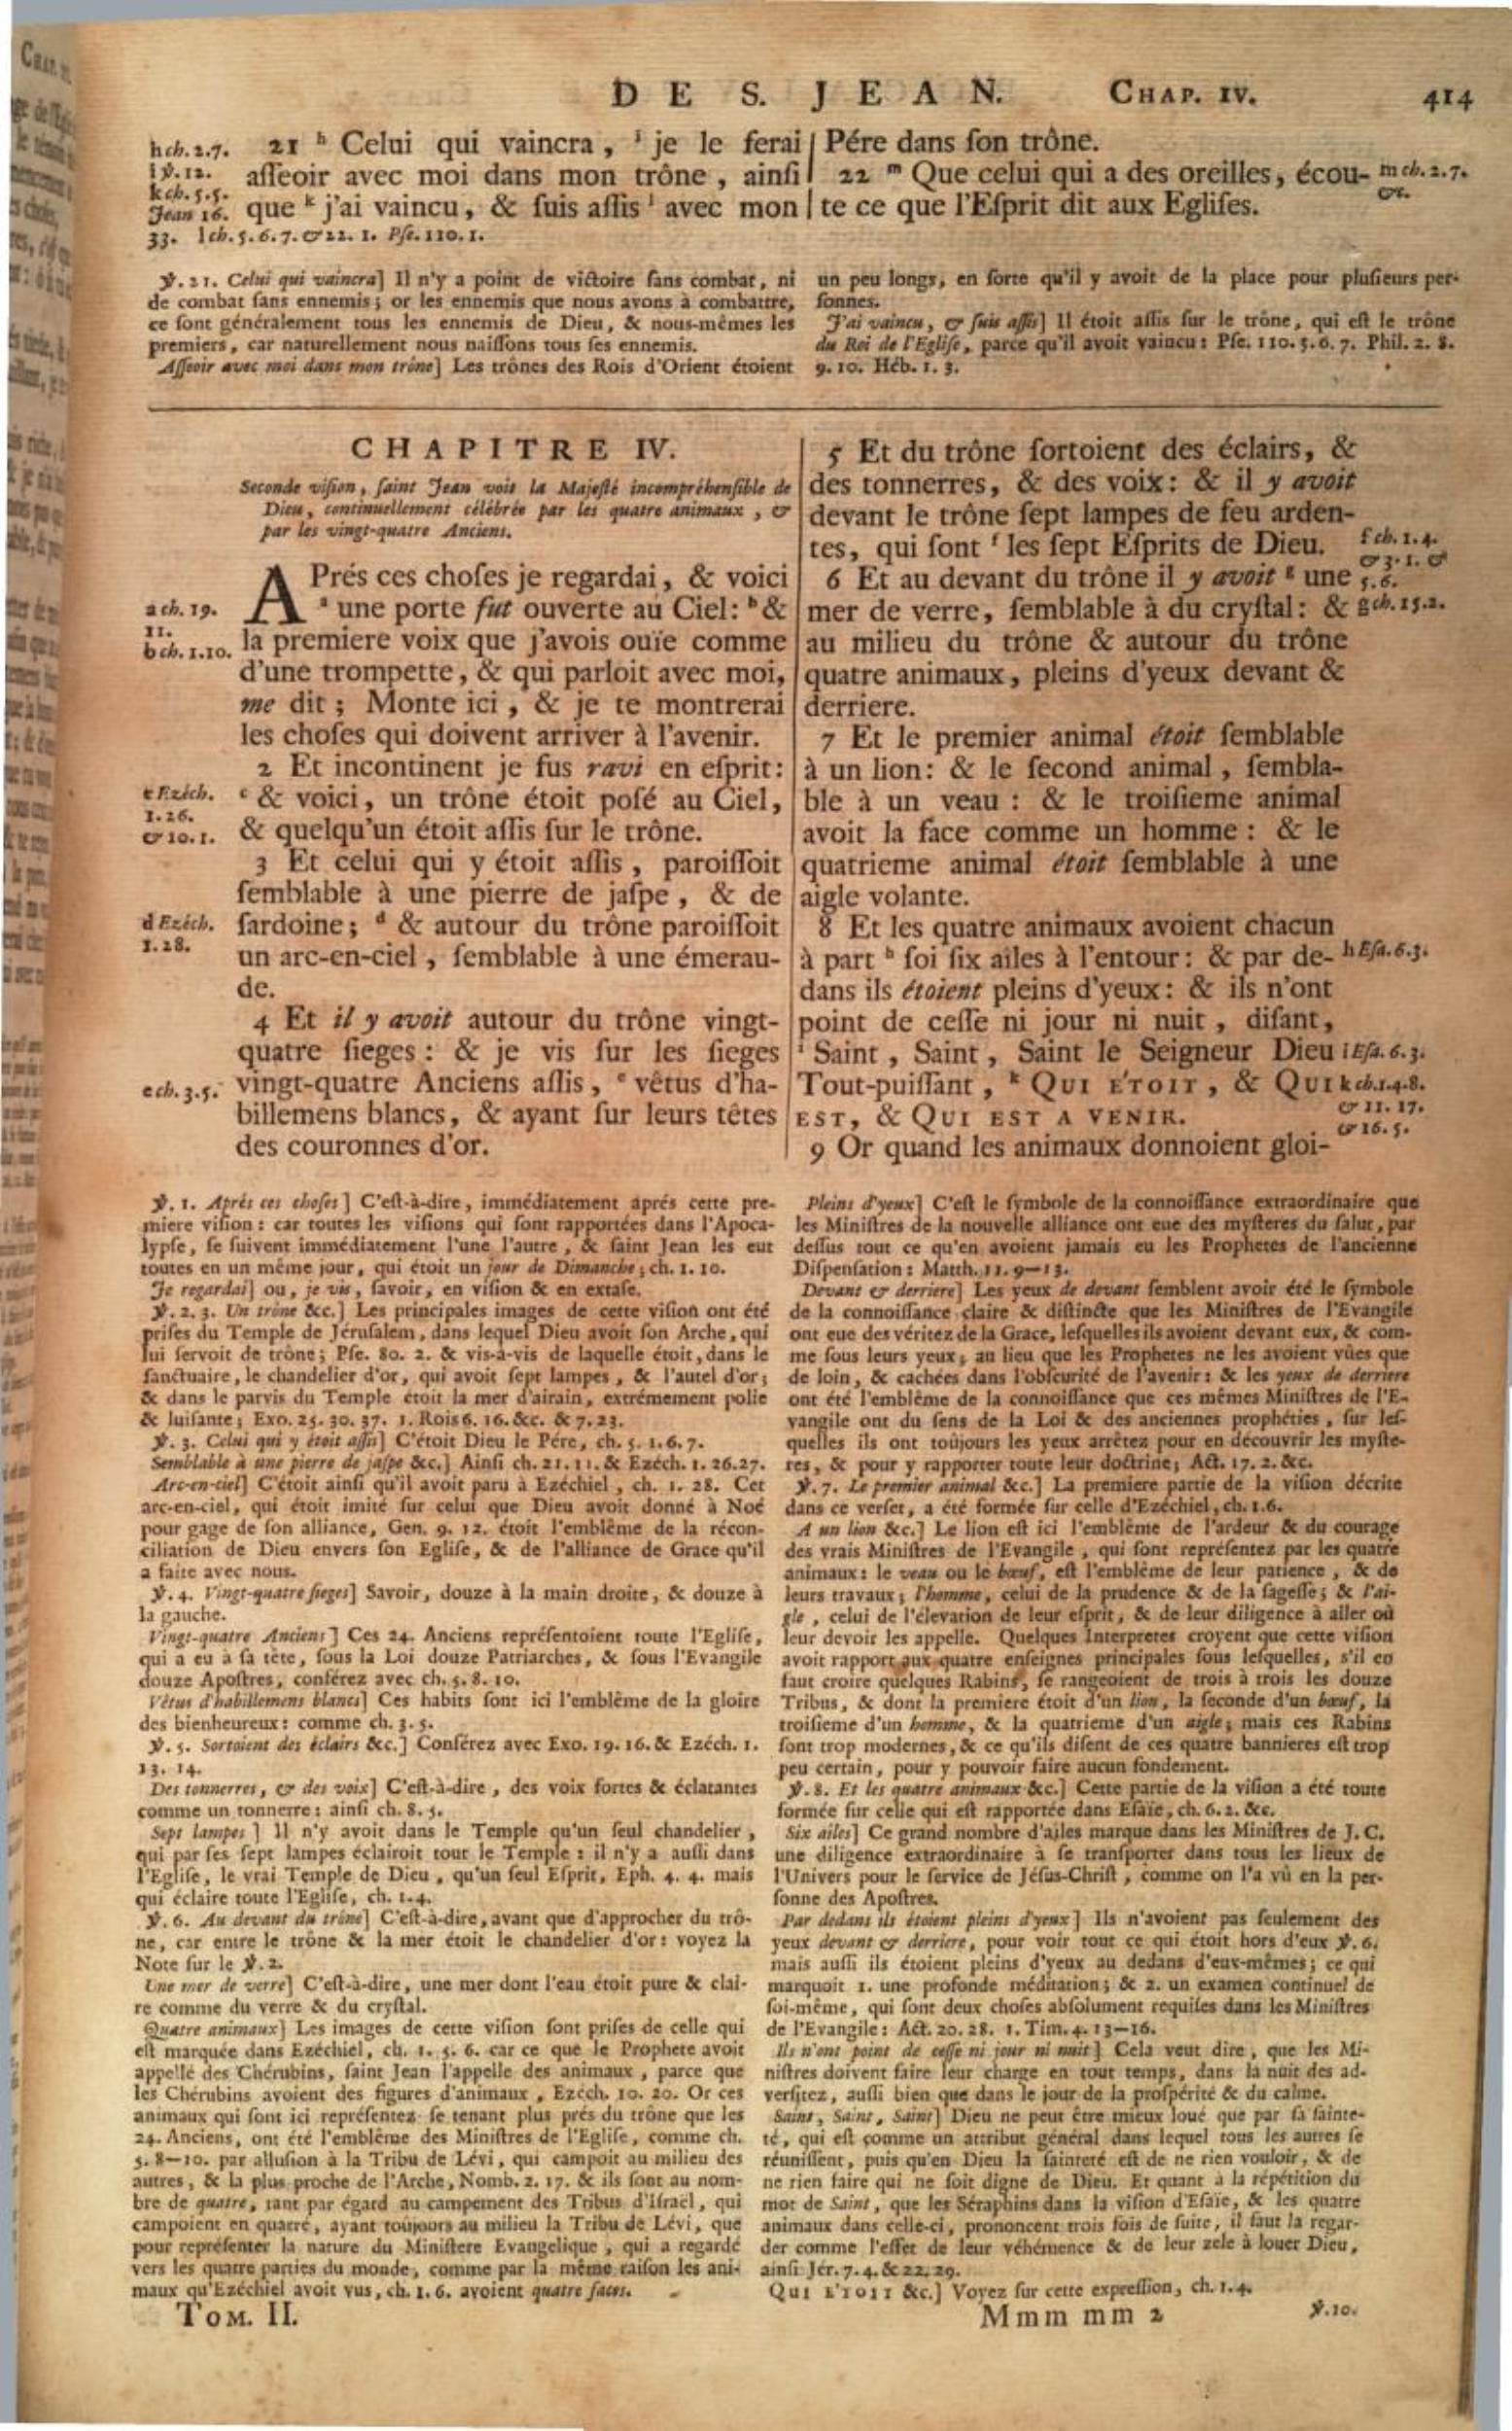 DE S. JEAN. CHAP. IV. 414
h ch. 2.7.
i ℣. 12.
k ch. 5.5.
Jean 16.
33. l ch. 5. 6. 7. & 22. 1. Pse. 110. 1.
21 h Celui qui vaincra, i je le ferai
asseoir avec moi dans mon trône, ainsi
que k j'ai vaincu, & suis assis l avec mon
Pére dans son trône.
22 m Que celui qui a des oreilles, écou-
te ce que l'Esprit dit aux Eglises.
m ch. 2. 7.
&c.
℣. 21. Celui qui vaincra] Il n'y a point de victoire sans combat, ni
de combat sans ennemis; or les ennemis que nous avons à combattre,
ce sont généralement tous les ennemis de Dieu, & nous-mêmes les
premiers, car naturellement nous naissons tous ses ennemis.
Asseoir avec moi dans mon trône] Les trônes des Rois d'Orient étoient
un peu longs, en sorte qu'il y avoit de la place pour plusieurs per-
sonnes.
J'ai vaincu, & suis assis] Il étoit assis sur le trône, qui est le trône
du Roi de l'Eglise, parce qu'il avoit vaincu: Pse. 110. 5. 6. 7. Phil. 2. 8.
9. 10. Héb. 1. 3.
CHAPITRE IV.
Seconde vision, saint Jean voit la Majesté incompréhensible de
Dieu, continuellement célébrée par les quatre animaux, &
par les vingt-quatre Anciens.
a ch. 19.
11.
b ch. 1.10.
APrés ces choses je regardai, & voici
a une porte fut ouverte au Ciel: b &
la premiere voix que j'avois ouïe comme
d'une trompette, & qui parloit avec moi,
me dit; Monte ici, & je te montrerai
les choses qui doivent arriver à l'avenir.
2 Et incontinent je fus ravi en esprit:
c & voici, un trône étoit posé au Ciel,
& quelqu'un étoit assis sur le trône.
c Ezéch.
1. 26.
& 10. 1.
3 Et celui qui y étoit assis, paroissoit
semblable à une pierre de jaspe, & de
sardoine; d & autour du trône paroissoit
un arc-en-ciel, semblable à une émerau-
de.
d Ezéch.
1. 28.
4 Et il y avoit autour du trône vingt-
quatre sieges: & je vis sur les sieges
vingt-quatre Anciens assis, e vêtus d'ha-
billemens blancs, & ayant sur leurs têtes
des couronnes d'or.
e ch. 3. 5.
5 Et du trône sortoient des éclairs, &
des tonnerres, & des voix: & il y avoit
devant le trône sept lampes de feu arden-
tes, qui sont f les sept Esprits de Dieu.
f ch. 1. 4.
& 3. 1. &
5. 6.
6 Et au devant du trône il y avoit g une
mer de verre, semblable à du crystal: &
au milieu du trône & autour du trône
quatre animaux, pleins d'yeux devant &
derriere.
g ch. 15. 2.
7 Et le premier animal étoit semblable
à un lion: & le second animal, sembla-
ble à un veau: & le troisieme animal
avoit la face comme un homme: & le
quatrieme animal étoit semblable à une
aigle volante.
8 Et les quatre animaux avoient chacun
à part h soi six aîles à l'entour: & par de-
dans ils étoient pleins d'yeux: & ils n'ont
point de cesse ni jour ni nuit, disant,
i Saint, Saint, Saint le Seigneur Dieu
Tout-puissant, k QUI E'TOIT, & QUI
EST, & QUI EST A VENIR.
9 Or quand les animaux donnoient gloi-
h Esa. 6. 3.
i Esa. 6. 3.
k ch. 1. 4. 8.
& 11. 17.
& 16. 5.
℣. 1. Aprés ces choses] C'est-à-dire, immédiatement aprés cette pre-
miere vision: car toutes les visions qui sont rapportées dans l'Apoca-
lypse, se suivent immédiatement l'une l'autre, & saint Jean les eut
toutes en un même jour, qui étoit un jour de Dimanche; ch. 1. 10.
Je regardai] ou, je vis, savoir, en vision & en extase.
℣. 2. 3. Un trône &c.] Les principales images de cette vision ont été
prises du Temple de Jérusalem, dans lequel Dieu avoit son Arche, qui
lui servoit de trône; Pse. 80. 2. & vis-à-vis de laquelle étoit, dans le
sanctuaire, le chandelier d'or, qui avoit sept lampes, & l'autel d'or;
& dans le parvis du Temple étoit la mer d'airain, extrémement polie
& luisante; Exo. 25. 30. 37. 1. Rois 6. 16. &c. & 7. 23.
℣. 3. Celui qui y étoit assis] C'étoit Dieu le Pére, ch. 5. 1. 6. 7.
Semblable à une pierre de jaspe &c.] Ainsi ch. 21. 11. & Ezéch. 1. 26. 27.
Arc-en-ciel] C'étoit ainsi qu'il avoit paru à Ezéchiel, ch. 1. 28. Cet
arc-en-ciel, qui étoit imité sur celui que Dieu avoit donné à Noé
pour gage de son alliance, Gen. 9. 12. étoit l'emblême de la récon-
ciliation de Dieu envers son Eglise, & de l'alliance de Grace qu'il
a faite avec nous.
℣. 4. Vingt-quatre sieges] Savoir, douze à la main droite, & douze à
la gauche.
Vingt-quatre Anciens] Ces 24. Anciens représentoient toute l'Eglise,
qui a eu à sa tête, sous la Loi douze Patriarches, & sous l'Evangile
douze Apostres, conférez avec ch. 5. 8. 10.
Vêtus d'habillemens blancs] Ces habits sont ici l'emblême de la gloire
des bienheureux: comme ch. 3. 5.
℣. 5. Sortoient des éclairs &c.] Conférez avec Exo. 19. 16. & Ezéch. 1.
13. 14.
Des tonnerres, & des voix] C'est-à-dire, des voix fortes & éclatantes
comme un tonnerre: ainsi ch. 8. 5.
Sept lampes] Il n'y avoit dans le Temple qu'un seul chandelier,
qui par ses sept lampes éclairoit tout le Temple: il n'y a aussi dans
l'Eglise, le vrai Temple de Dieu, qu'un seul Esprit, Eph. 4. 4. mais
qui éclaire toute l'Eglise, ch. 1. 4.
℣. 6. Au devant du trône] C'est-à-dire, avant que d'approcher du trô-
ne, car entre le trône & la mer étoit le chandelier d'or: voyez la
Note sur le ℣. 2.
Une mer de verre] C'est-à-dire, une mer dont l'eau étoit pure & clai-
re comme du verre & du crystal.
Quatre animaux] Les images de cette vision sont prises de celle qui
est marquée dans Ezéchiel, ch. 1. 5. 6. car ce que le Prophete avoit
appellé des Chérubins, saint Jean l'appelle des animaux, parce que
les Chérubins avoient des figures d'animaux, Ezéch. 10. 20. Or ces
animaux qui sont ici représentez se tenant plus prés du trône que les
24. Anciens, ont été l'emblême des Ministres de l'Eglise, comme ch.
5. 8-10. par allusion à la Tribu de Lévi, qui campoit au milieu des
autres, & la plus proche de l'Arche, Nomb. 2. 17. & ils sont au nom-
bre de quatre, tant par égard au campement des Tribus d'Israël, qui
campoient en quarré, ayant toûjours au milieu la Tribu de Lévi, que
pour représenter la nature du Ministere Evangelique, qui a regardé
vers les quatre parties du monde, comme par la même raison les ani-
maux qu'Ezéchiel avoit vus, ch. 1. 6. avoient quatre faces.
Pleins d'yeux] C'est le symbole de la connoissance extraordinaire que
les Ministres de la nouvelle alliance ont eue des mysteres du salut, par
dessus tout ce qu'en avoient jamais eu les Prophetes de l'ancienne
Dispensation: Matth. 11. 9-13.
Devant & derriere] Les yeux de devant semblent avoir été le symbole
de la connoissance claire & distincte que les Ministres de l'Evangile
ont eue des véritez de la Grace, lesquelles ils avoient devant eux, & com-
me sous leurs yeux; au lieu que les Prophetes ne les avoient vûes que
de loin, & cachées dans l'obscurité de l'avenir: & les yeux de derriere
ont été l'emblême de la connoissance que ces mêmes Ministres de l'E-
vangile ont du sens de la Loi & des anciennes prophéties, sur les-
quelles ils ont toûjours les yeux arrêtez pour en découvrir les myste-
res, & pour y rapporter toute leur doctrine; Act. 17. 2. &c.
℣. 7. Le premier animal &c.] La premiere partie de la vision décrite
dans ce verset, a été formée sur celle d'Ezéchiel, ch. 1. 6.
A un lion &c.] Le lion est ici l'emblême de l'ardeur & du courage
des vrais Ministres de l'Evangile, qui sont représentez par les quatre
animaux: le veau ou le bœuf, est l'emblême de leur patience, & de
leurs travaux; l'homme, celui de la prudence & de la sagesse; & l'ai-
gle, celui de l'élevation de leur esprit, & de leur diligence à aller où
leur devoir les appelle. Quelques Interpretes croyent que cette vision
avoit rapport aux quatre enseignes principales sous lesquelles, s'il en
faut croire quelques Rabins, se rangeoient de trois à trois les douze
Tribus, & dont la premiere étoit d'un lion, la seconde d'un bœuf, la
troisieme d'un homme, & la quatrieme d'un aigle; mais ces Rabins
sont trop modernes, & ce qu'ils disent de ces quatre bannieres est trop
peu certain, pour y pouvoir faire aucun fondement.
℣. 8. Et les quatre animaux &c.] Cette partie de la vision a été toute
formée sur celle qui est rapportée dans Esaïe, ch. 6. 2. &c.
Six aîles] Ce grand nombre d'aîles marque dans les Ministres de J. C.
une diligence extraordinaire à se transporter dans tous les lieux de
l'Univers pour le service de Jésus-Christ, comme on l'a vû en la per-
sonne des Apostres.
Par dedans ils étoient pleins d'yeux] Ils n'avoient pas seulement des
yeux devant & derriere, pour voir tout ce qui étoit hors d'eux ℣. 6.
mais aussi ils étoient pleins d'yeux au dedans d'eux-mêmes; ce qui
marquoit 1. une profonde méditation; & 2. un examen continuel de
soi-même, qui sont deux choses absolument requises dans les Ministres
de l'Evangile: Act. 20. 28. 1. Tim. 4. 13-16.
Ils n'ont point de cesse ni jour ni nuit] Cela veut dire, que les Mi-
nistres doivent faire leur charge en tout temps, dans la nuit des ad-
versitez, aussi bien que dans le jour de la prospérité & du calme.
Saint, Saint, Saint] Dieu ne peut être mieux loué que par sa sainte-
té, qui est comme un attribut général dans lequel tous les autres se
réunissent, puis qu'en Dieu la sainteté est de ne rien vouloir, & de
ne rien faire qui ne soit digne de Dieu. Et quant à la répétition du
mot de Saint, que les Séraphins dans la vision d'Esaïe, & les quatre
animaux dans celle-ci, prononcent trois fois de suite, il faut la regar-
der comme l'effet de leur véhémence & de leur zele à louer Dieu,
ainsi Jér. 7. 4. & 22. 29.
QUI E'TOIT &c.] Voyez sur cette expression, ch. 1. 4.
TOM. II. Mmm mm 2 ℣. 10.